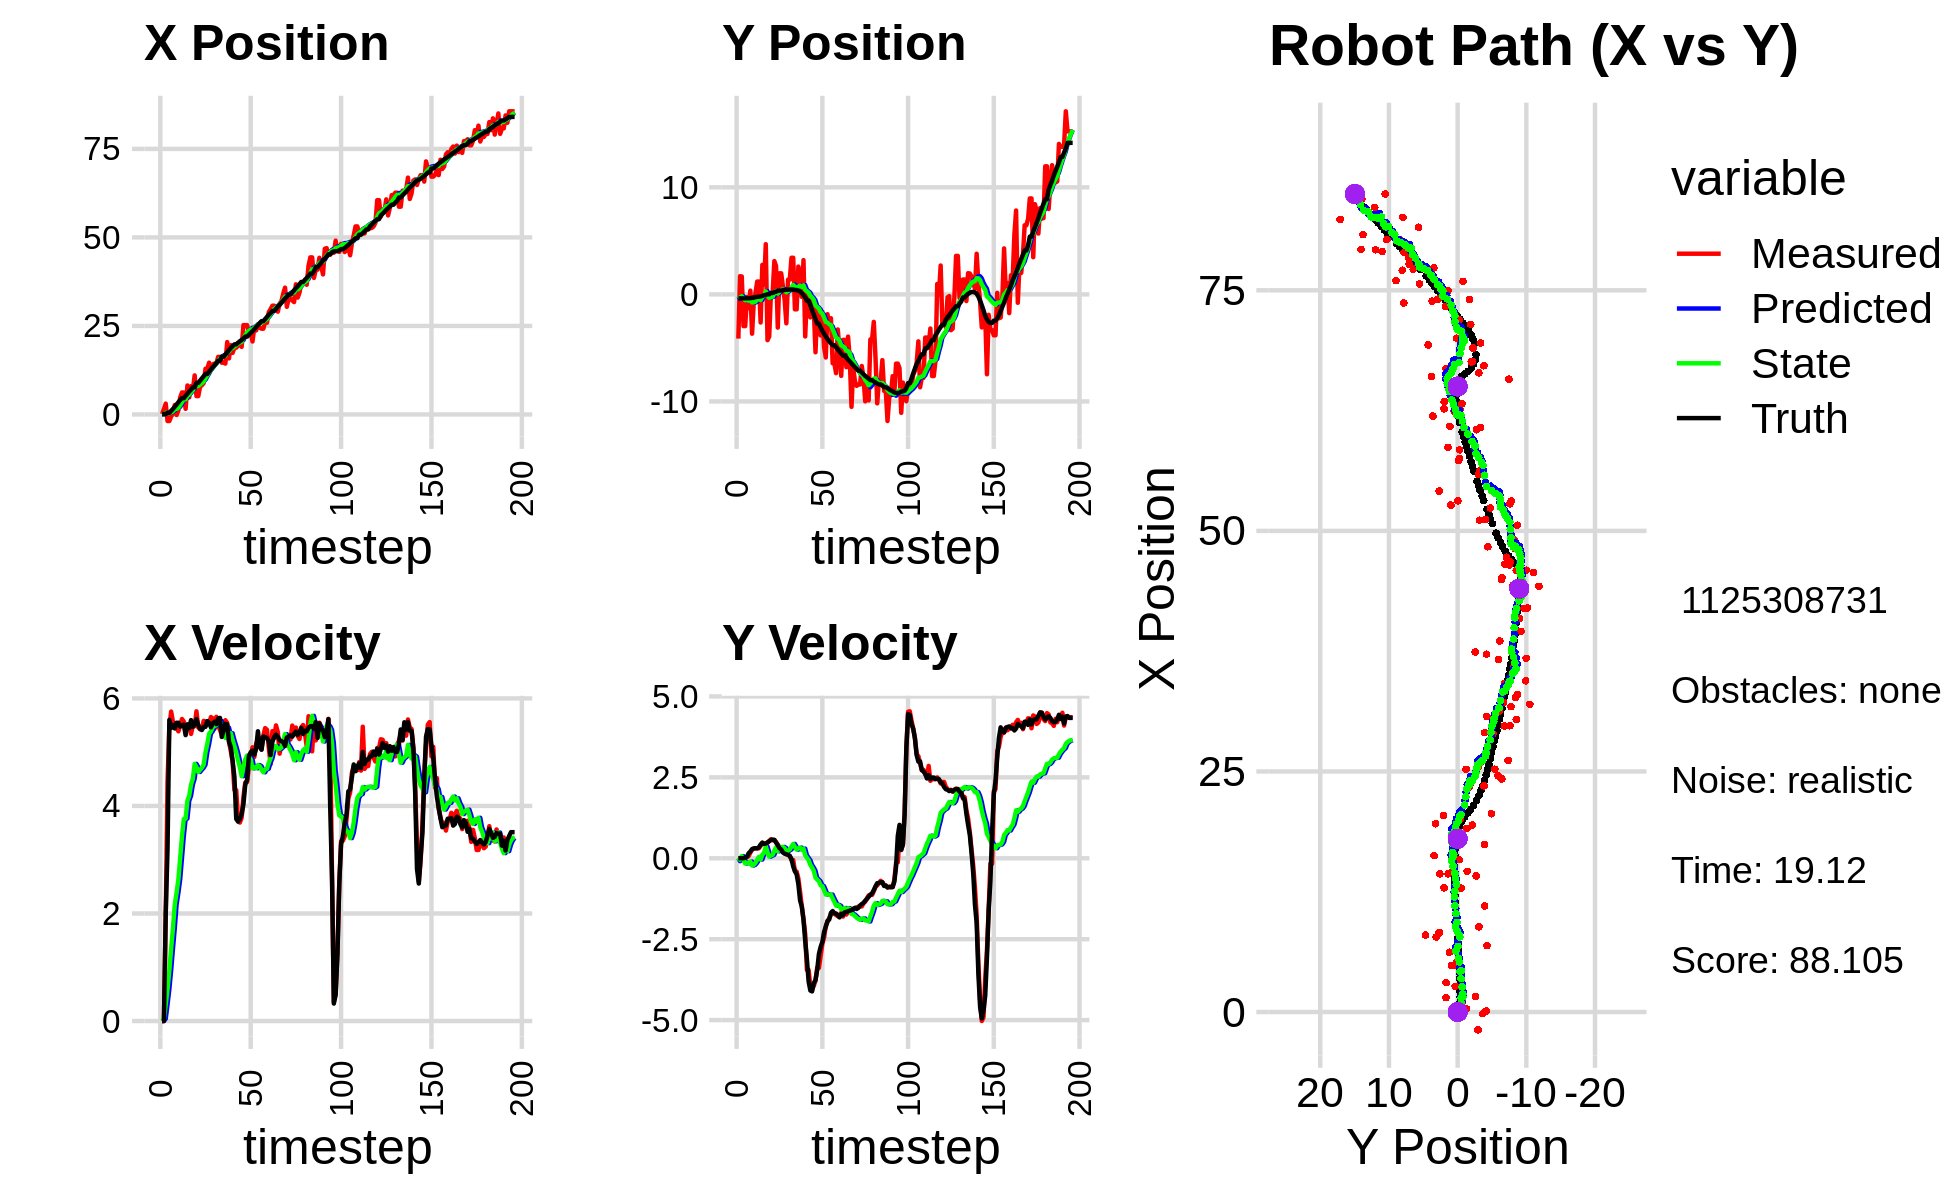 X Position
75
50
25
0
0
50
100
150
200
timestep
Y Position
10
0
-10
0
50
100
150
200
timestep
X Velocity
6
4
2
0
0
50
100
150
200
timestep
Y Velocity
5.0
2.5
0.0
-2.5
-5.0
0
50
100
150
200
timestep
Robot Path (X vs Y)
X Position
75
50
25
0
20 10 0 -10 -20
Y Position
variable
Measured
Predicted
State
Truth
1125308731
Obstacles: none
Noise: realistic
Time: 19.12
Score: 88.105